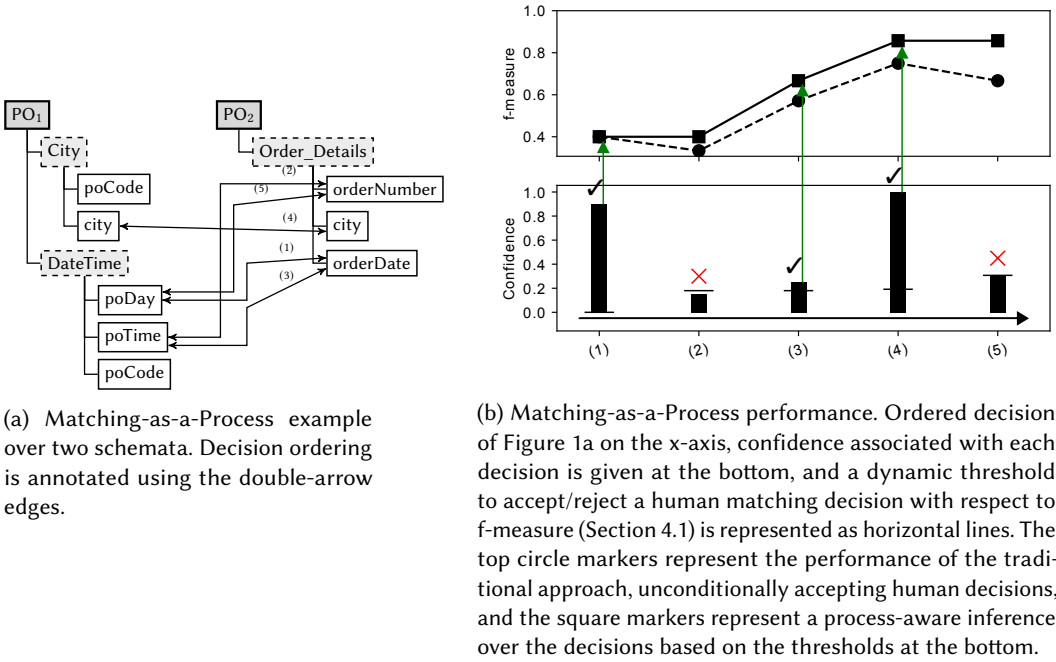 PO1
PO2
City
Order_Details
(2)
poCode
orderNumber
(5)
(4)
city
city
(1)
DateTime
orderDate
(3)
poDay
poTime
poCode
(a) Matching-as-a-Process example
over two schemata. Decision ordering
is annotated using the double-arrow
edges.
f-measure
1.0
0.8
0.6
0.4
Confidence
1.0
0.8
0.6
0.4
0.2
0.0
(1)
(2)
(3)
(4)
(5)
(b) Matching-as-a-Process performance. Ordered decision
of Figure 1a on the x-axis, confidence associated with each
decision is given at the bottom, and a dynamic threshold
to accept/reject a human matching decision with respect to
f-measure (Section 4.1) is represented as horizontal lines. The
top circle markers represent the performance of the tradi-
tional approach, unconditionally accepting human decisions,
and the square markers represent a process-aware inference
over the decisions based on the thresholds at the bottom.